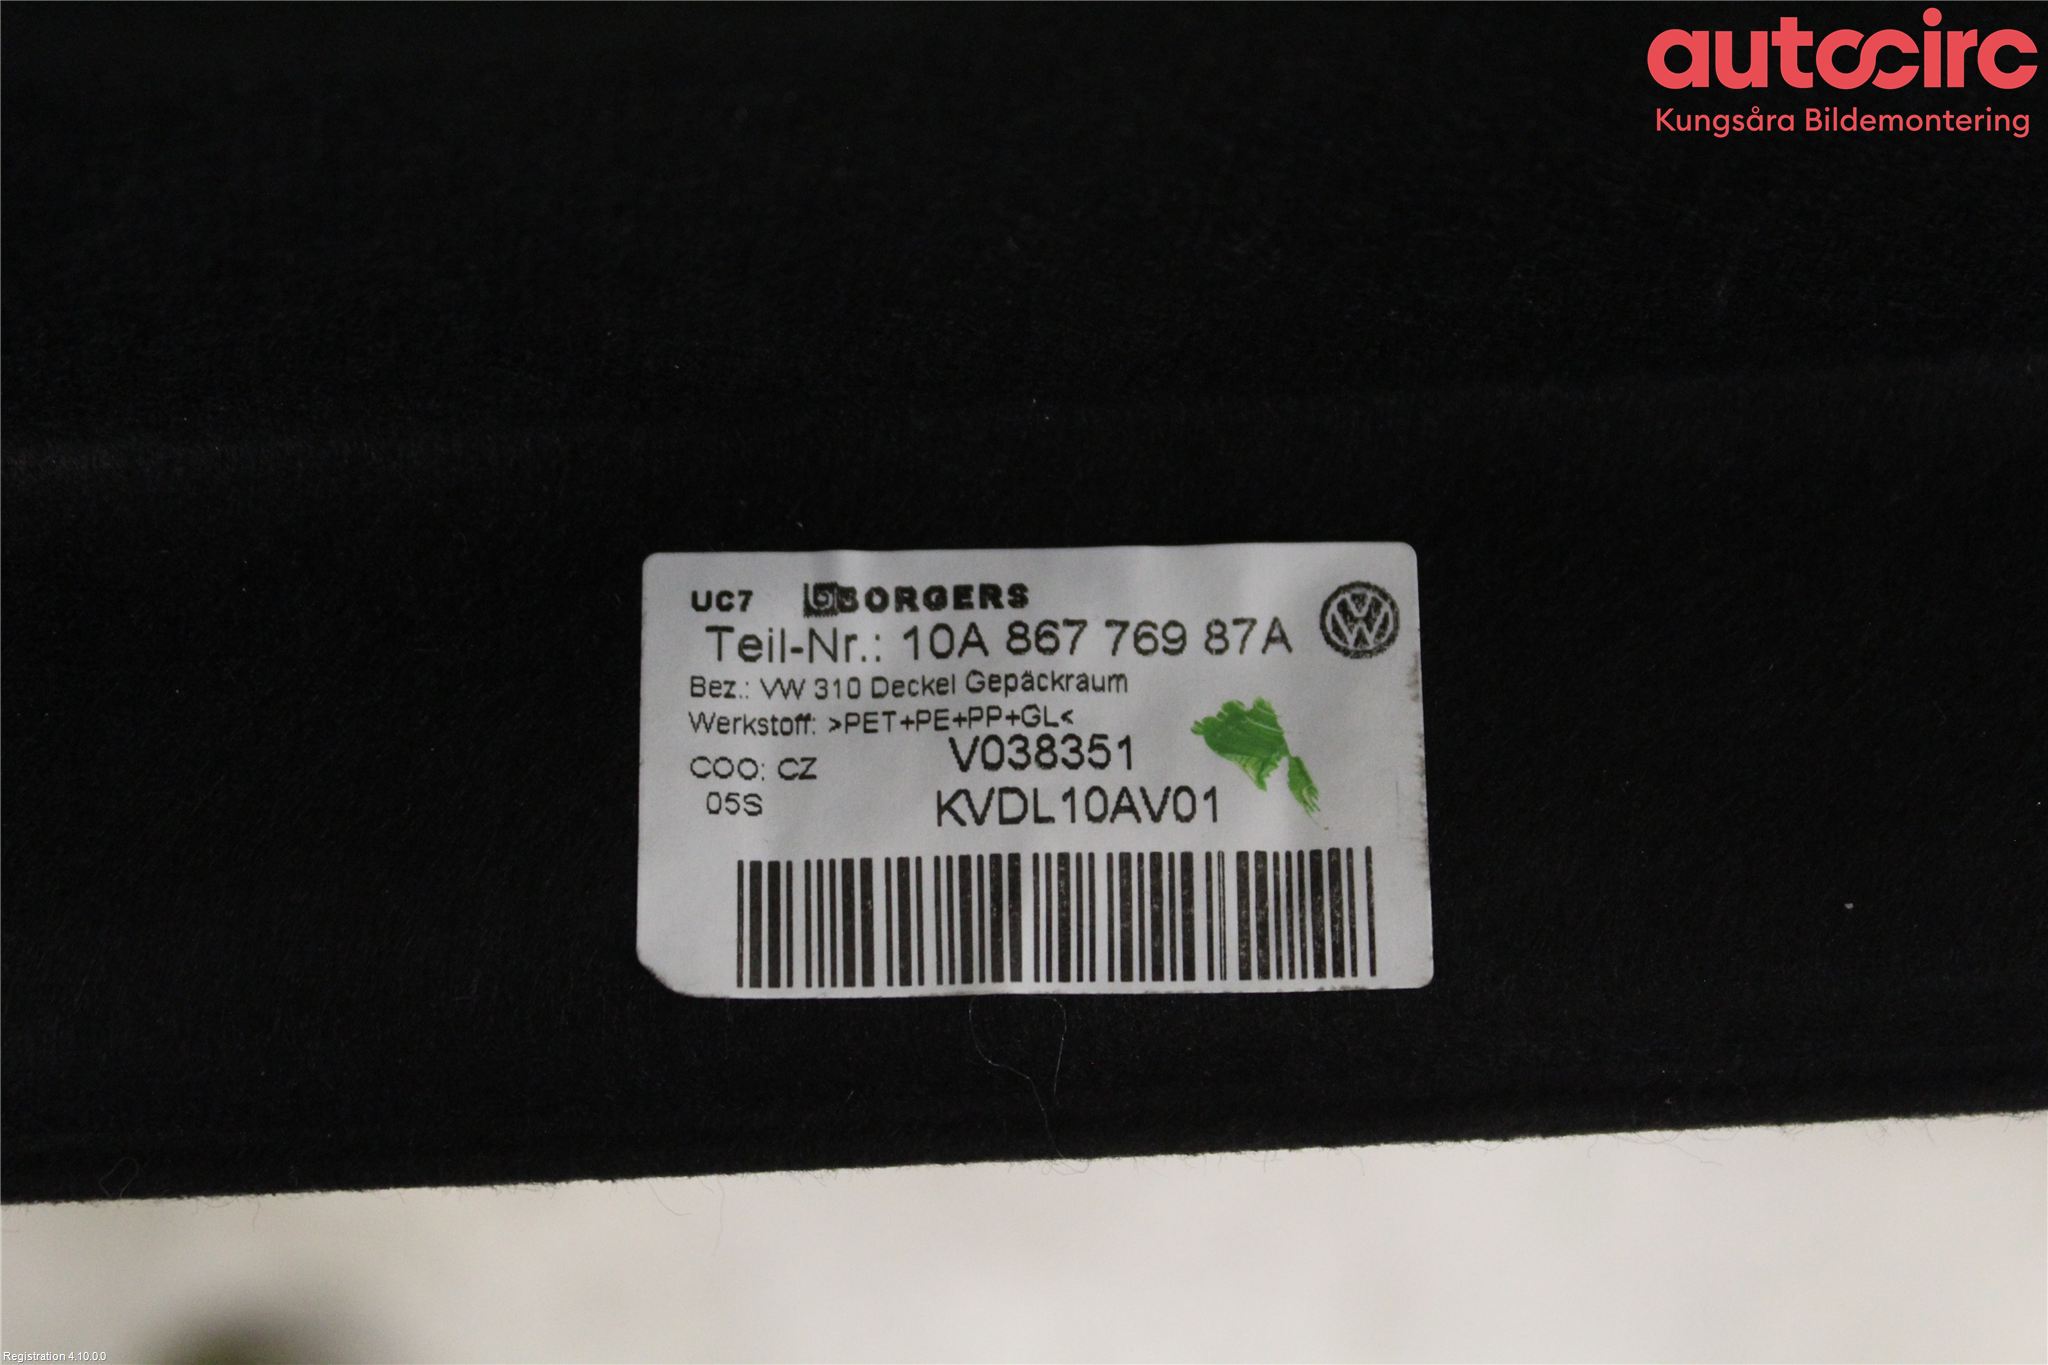 autocirc
Kungsåra Bildemontering
UC7 BORGERS
Teil-Nr.: 10A 867 769 87A
Bez.: VW 310 Deckel Gepäckraum
Werkstoff: >PET+PE+PP+GL<
COO: CZ V038351
05S KVDL10AV01
Registration 4.10.0.0